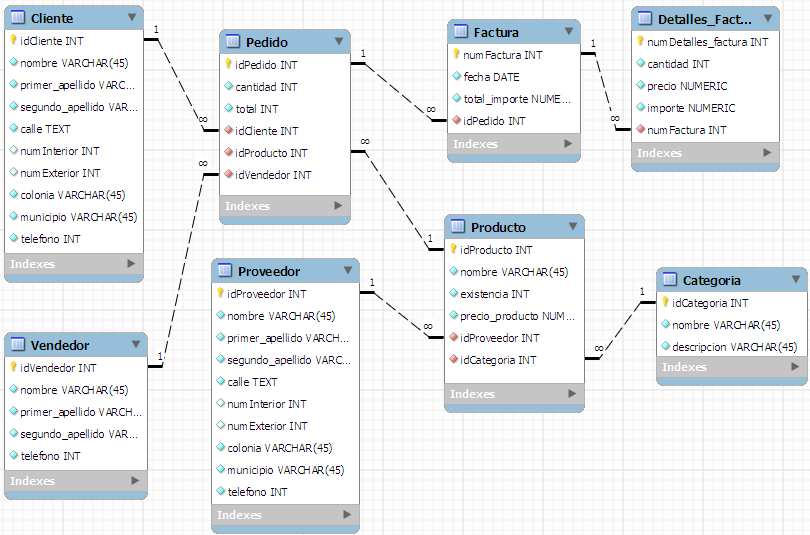 Cliente
idCliente INT
nombre VARCHAR(45)
primer_apellido VARC...
segundo_apellido VAR...
calle TEXT
numInterior INT
numExterior INT
colonia VARCHAR(45)
municipio VARCHAR(45)
telefono INT
Indexes
1
∞
Pedido
idPedido INT
cantidad INT
total INT
idCliente INT
idProducto INT
idVendedor INT
Indexes
1
∞
Factura
numFactura INT
fecha DATE
total_importe NUME...
idPedido INT
Indexes
1
∞
Detalles_Fact...
numDetalles_factura INT
cantidad INT
precio NUMERIC
importe NUMERIC
numFactura INT
Indexes
∞
1
∞
1
Vendedor
idVendedor INT
nombre VARCHAR(45)
primer_apellido VARCH...
segundo_apellido VAR...
telefono INT
Indexes
Proveedor
idProveedor INT
nombre VARCHAR(45)
primer_apellido VARCH...
segundo_apellido VARC...
calle TEXT
numInterior INT
numExterior INT
colonia VARCHAR(45)
municipio VARCHAR(45)
telefono INT
Indexes
1
∞
Producto
idProducto INT
nombre VARCHAR(45)
existencia INT
precio_producto NUM...
idProveedor INT
idCategoria INT
Indexes
∞
1
Categoria
idCategoria INT
nombre VARCHAR(45)
descripcion VARCHAR(45)
Indexes